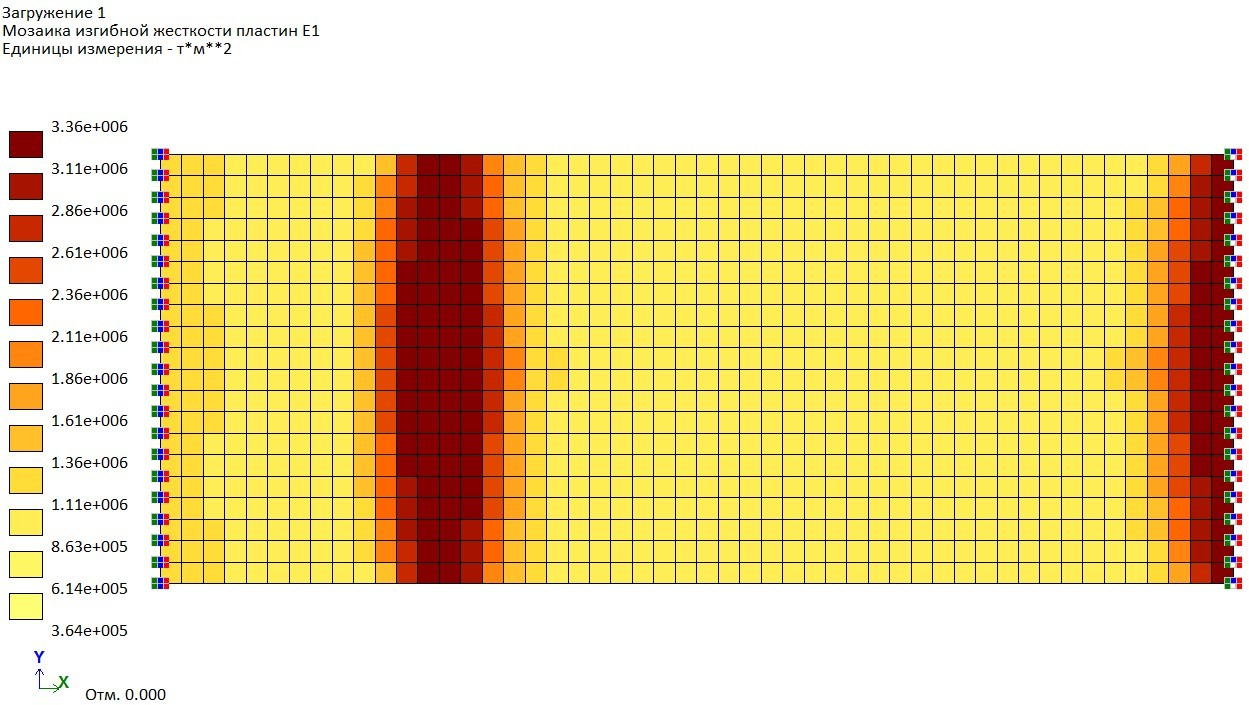 Загружение 1
Мозаика изгибной жесткости пластин E1
Единицы измерения - т*м**2
3.36e+006
3.11e+006
2.86e+006
2.61e+006
2.36e+006
2.11e+006
1.86e+006
1.61e+006
1.36e+006
1.11e+006
8.63e+005
6.14e+005
3.64e+005
Y
X
Отм. 0.000